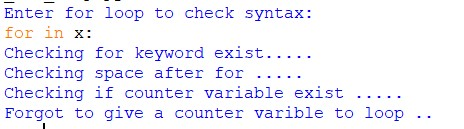 Enter for loop to check syntax:
for in x:
Checking for keyword exist.....
Checking space after for .....
Checking if counter variable exist .....
Forgot to give a counter varible to loop ..